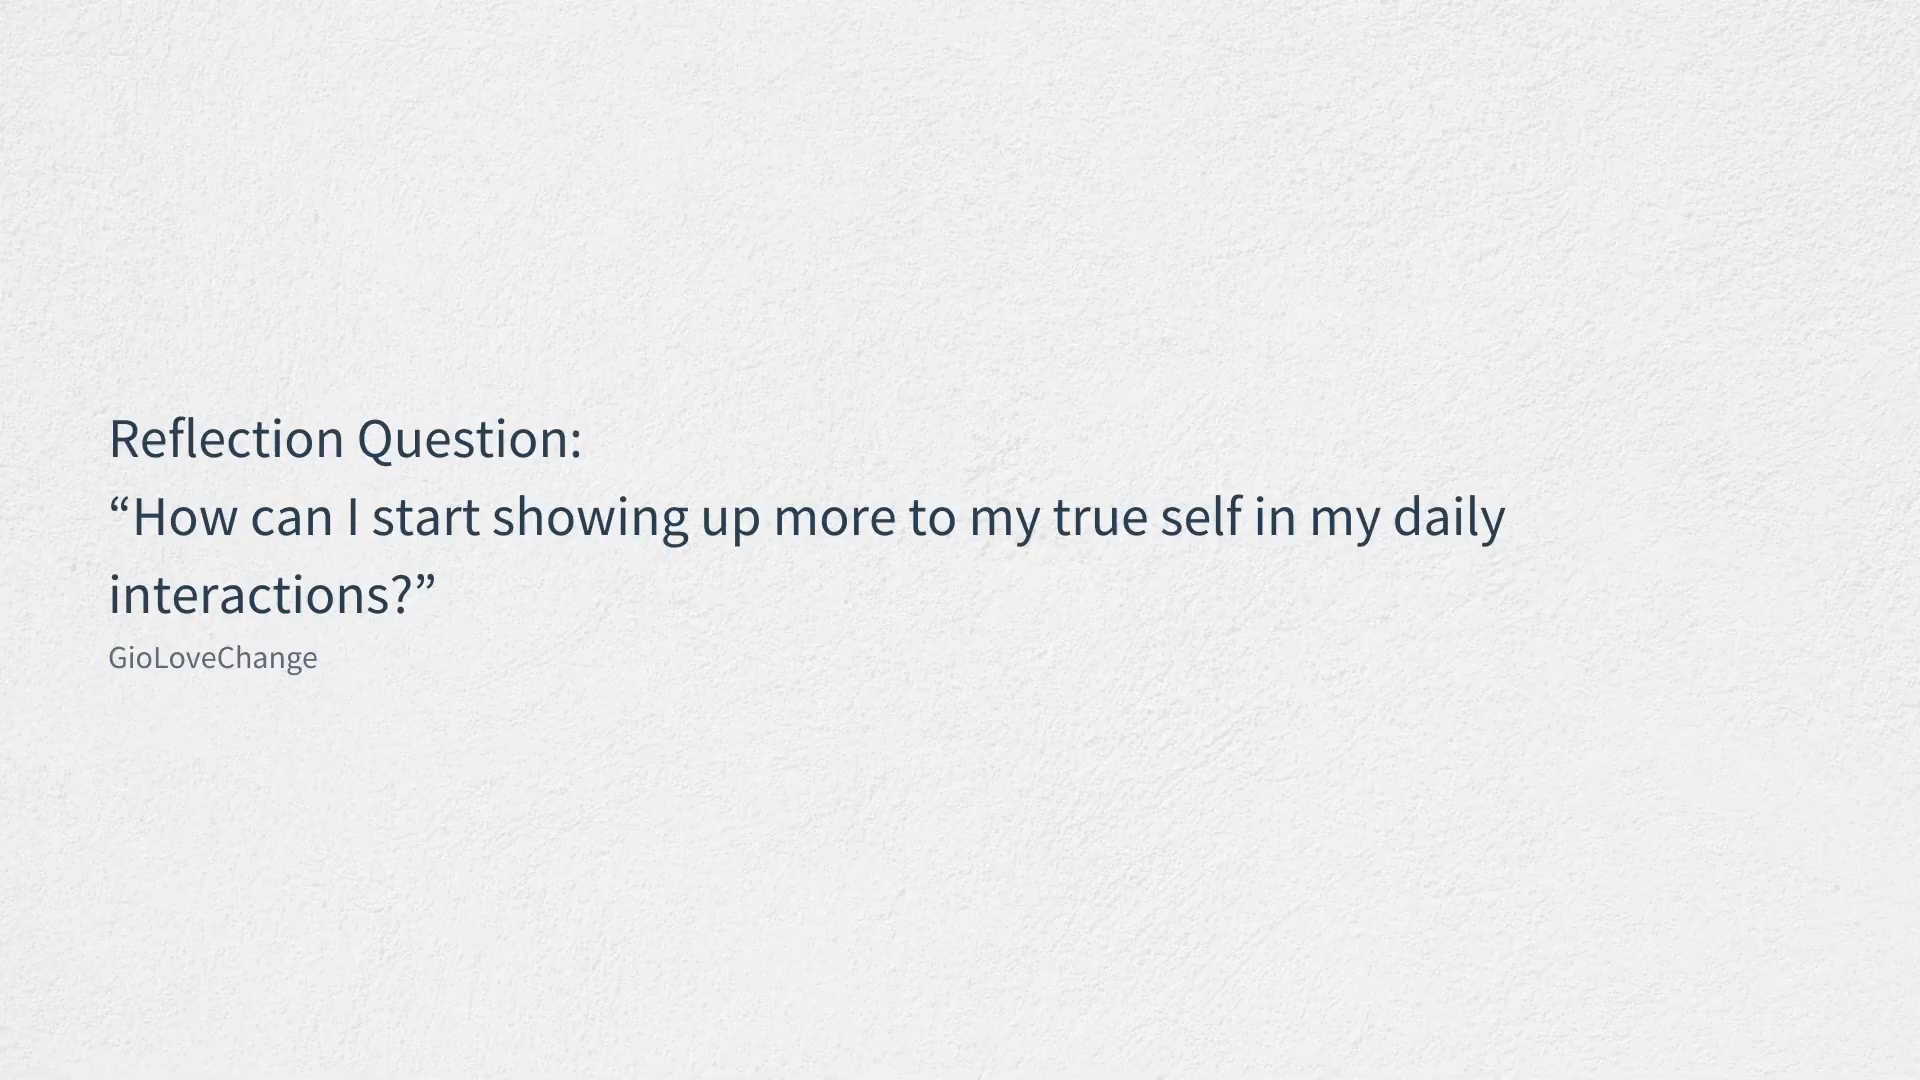 Reflection Question:
“How can I start showing up more to my true self in my daily
interactions?”
GioLoveChange